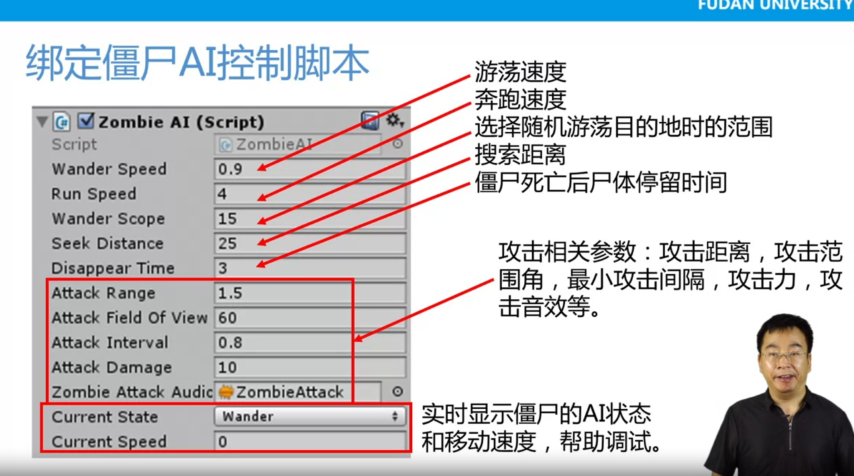 FUDAN UNIVERSITY
绑定僵尸AI控制脚本
Zombie AI (Script)
Script ZombieAI
Wander Speed 0.9
Run Speed 4
Wander Scope 15
Seek Distance 25
Disappear Time 3
Attack Range 1.5
Attack Field Of View 60
Attack Interval 0.8
Attack Damage 10
Zombie Attack Audic ZombieAttack
Current State Wander
Current Speed 0
游荡速度
奔跑速度
选择随机游荡目的地时的范围
搜索距离
僵尸死亡后尸体停留时间
攻击相关参数：攻击距离，攻击范
围角，最小攻击间隔，攻击力，攻
击音效等。
实时显示僵尸的AI状态
和移动速度，帮助调试。